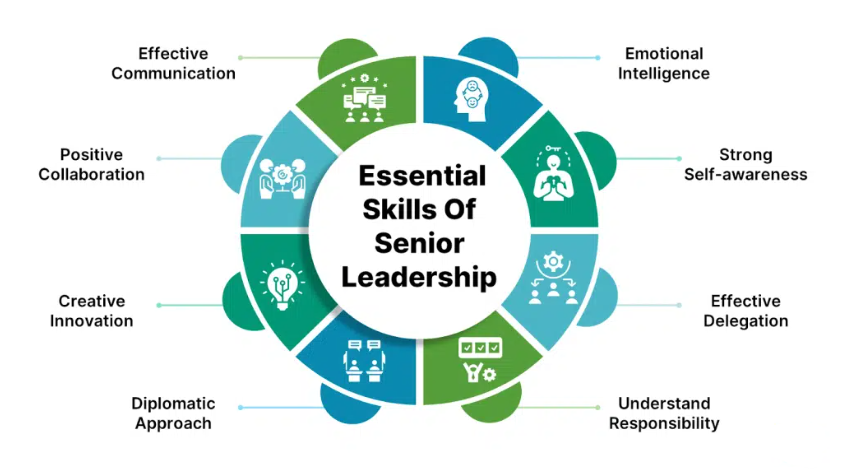 Effective
Communication
Emotional
Intelligence
Positive
Collaboration
Essential
Skills Of
Senior
Leadership
Strong
Self-awareness
Creative
Innovation
Effective
Delegation
Diplomatic
Approach
Understand
Responsibility